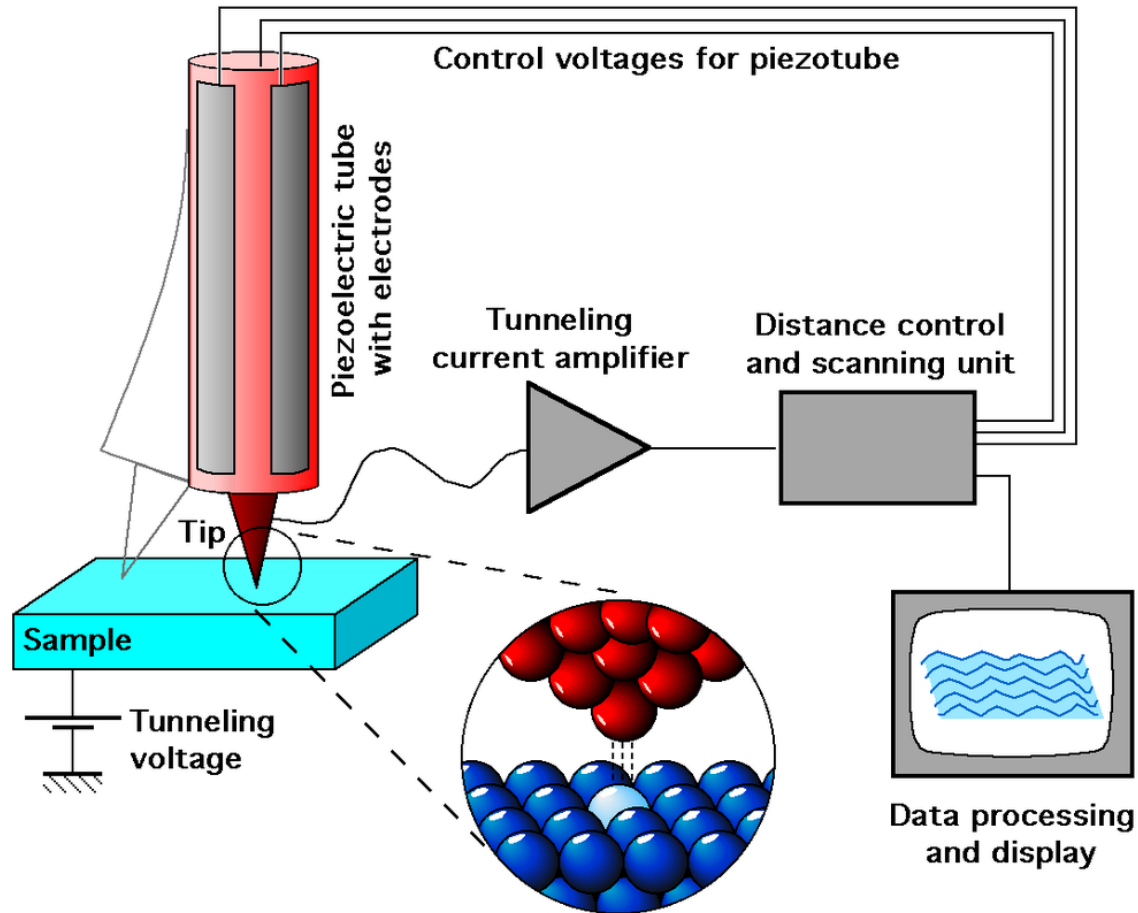 Control voltages for piezotube
Piezoelectric tube
with electrodes
Tunneling
current amplifier
Distance control
and scanning unit
Tip
Sample
Tunneling
voltage
Data processing
and display